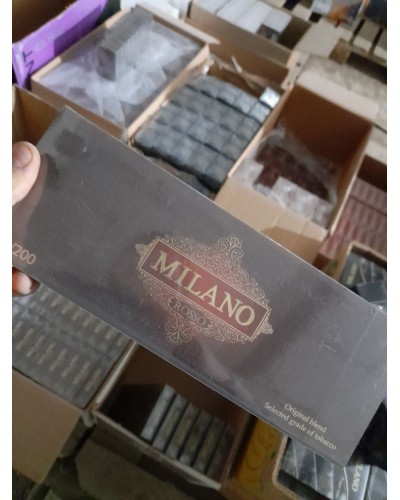 /200
MILANO
ROSSO
Original blend
Selected grade of tobacco